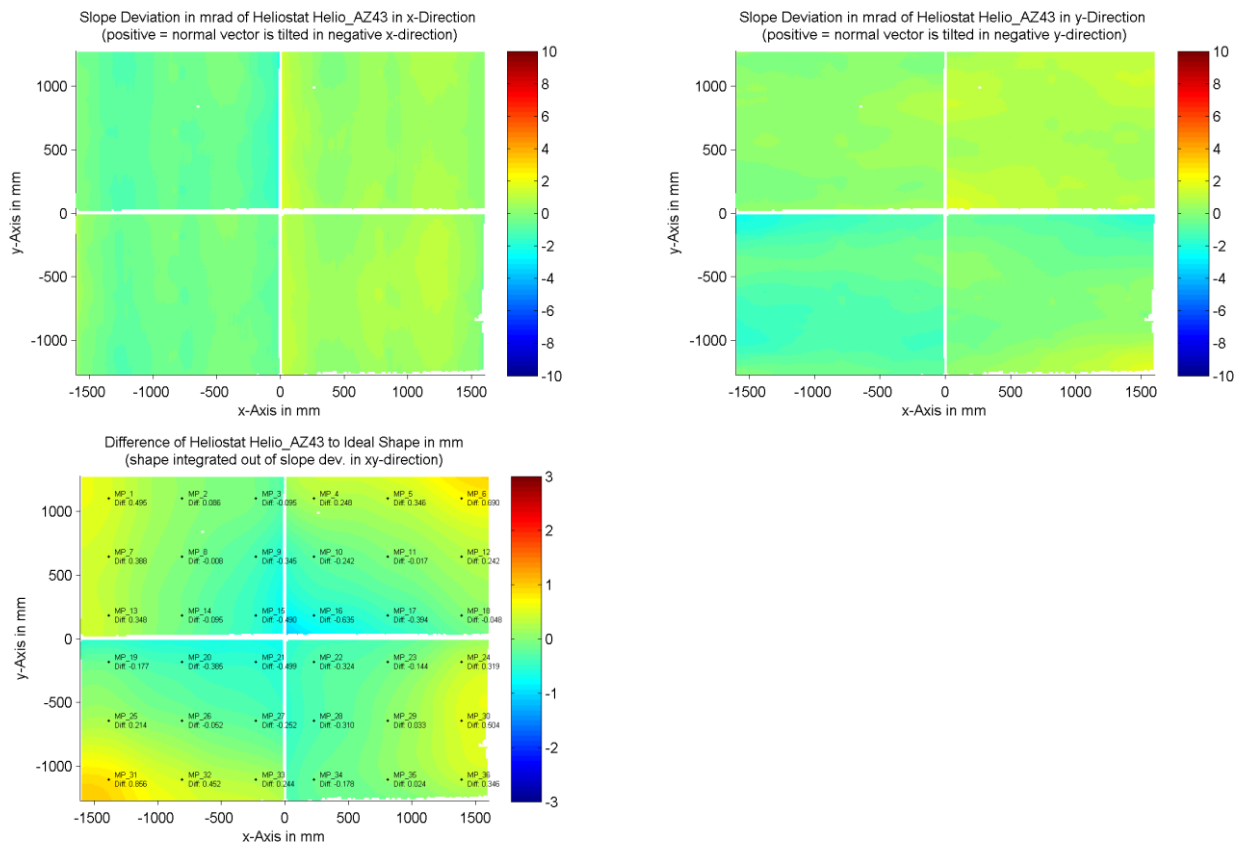 Slope Deviation in mrad of Heliostat Helio_AZ43 in x-Direction
(positive = normal vector is tilted in negative x-direction)
1000
500
0
-500
-1000
y-Axis in mm
-1500 -1000 -500 0 500 1000 1500
x-Axis in mm
10
8
6
4
2
0
-2
-4
-6
-8
-10
Slope Deviation in mrad of Heliostat Helio_AZ43 in y-Direction
(positive = normal vector is tilted in negative y-direction)
1000
500
0
-500
-1000
y-Axis in mm
-1500 -1000 -500 0 500 1000 1500
x-Axis in mm
10
8
6
4
2
0
-2
-4
-6
-8
-10
Difference of Heliostat Helio_AZ43 to Ideal Shape in mm
(shape integrated out of slope dev. in xy-direction)
1000
500
0
-500
-1000
y-Axis in mm
MP_1 MP_2 MP_3 MP_4 MP_5 MP_6
Diff: 0.495 Diff: 0.086 Diff: -0.095 Diff: 0.248 Diff: 0.346 Diff: 0.690
MP_7 MP_8 MP_9 MP_10 MP_11 MP_12
Diff: 0.388 Diff: -0.008 Diff: -0.345 Diff: -0.242 Diff: -0.017 Diff: 0.242
MP_13 MP_14 MP_15 MP_16 MP_17 MP_18
Diff: 0.348 Diff: -0.095 Diff: -0.490 Diff: -0.635 Diff: -0.394 Diff: -0.048
MP_19 MP_20 MP_21 MP_22 MP_23 MP_24
Diff: -0.177 Diff: -0.385 Diff: -0.499 Diff: -0.324 Diff: -0.144 Diff: 0.319
MP_25 MP_26 MP_27 MP_28 MP_29 MP_30
Diff: 0.214 Diff: -0.052 Diff: -0.252 Diff: -0.310 Diff: 0.033 Diff: 0.504
MP_31 MP_32 MP_33 MP_34 MP_35 MP_36
Diff: 0.856 Diff: 0.452 Diff: 0.244 Diff: -0.178 Diff: 0.024 Diff: 0.346
-1500 -1000 -500 0 500 1000 1500
x-Axis in mm
3
2
1
0
-1
-2
-3